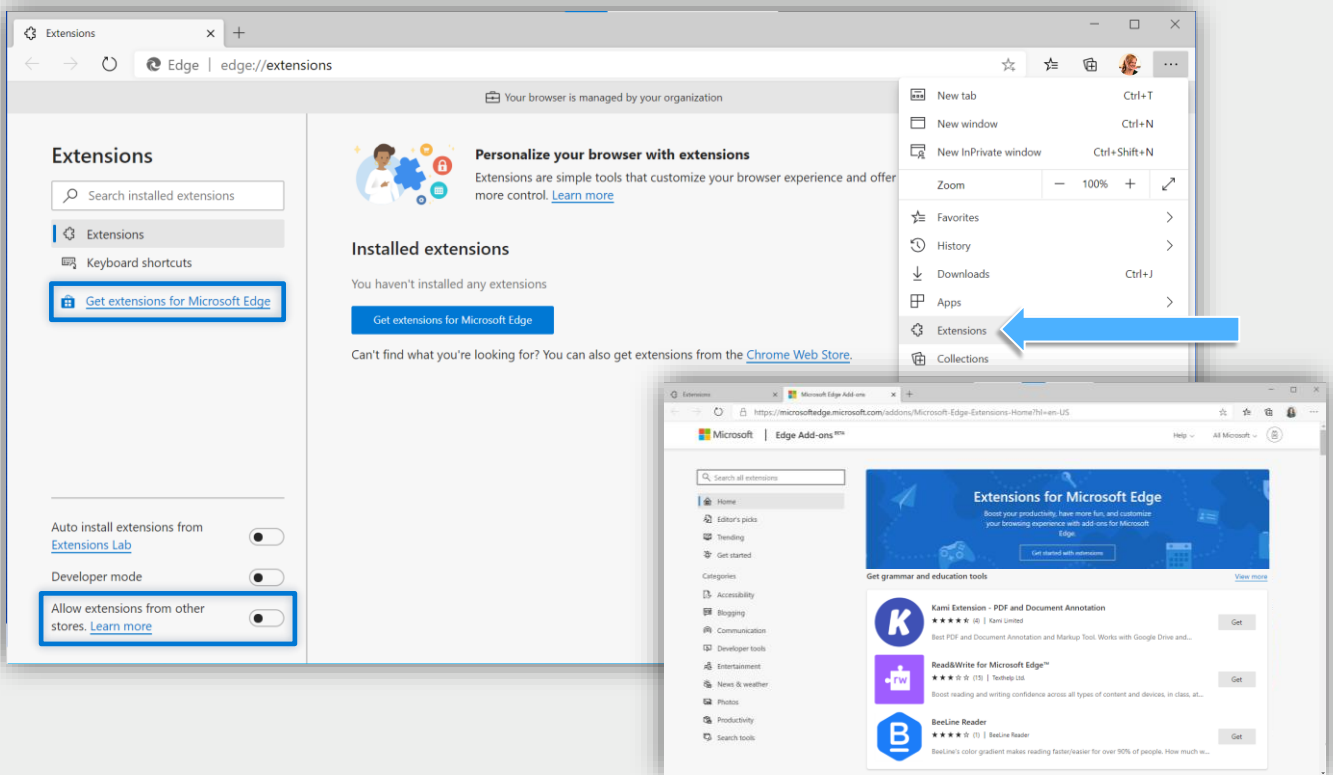 Extensions
Edge | edge://extensions
Your browser is managed by your organization
Extensions
Search installed extensions
Extensions
Keyboard shortcuts
Get extensions for Microsoft Edge
Auto install extensions from
Extensions Lab
Developer mode
Allow extensions from other
stores. Learn more
Personalize your browser with extensions
Extensions are simple tools that customize your browser experience and offer
more control. Learn more
Installed extensions
You haven't installed any extensions
Get extensions for Microsoft Edge
Can't find what you're looking for? You can also get extensions from the Chrome Web Store.
New tab Ctrl+T
New window Ctrl+N
New InPrivate window Ctrl+Shift+N
Zoom 100%
Favorites
History
Downloads Ctrl+J
Apps
Extensions
Collections
Extensions
Microsoft Edge Add-ons
https://microsoftedge.microsoft.com/addons/Microsoft-Edge-Extensions-Home?hl=en-US
Microsoft | Edge Add-ons BETA
Help
All Microsoft
Search all extensions
Home
Editor's picks
Trending
Get started
Categories
Accessibility
Blogging
Communication
Developer tools
Entertainment
News & weather
Photos
Productivity
Search tools
Extensions for Microsoft Edge
Boost your productivity, have more fun, and customize
your browsing experience with add-ons for Microsoft
Edge.
Get started with extensions
Get grammar and education tools
View more
K
Kami Extension - PDF and Document Annotation
(4) | Kami Limited
Best PDF and Document Annotation and Markup Tool. Works with Google Drive and...
Get
rw
Read&Write for Microsoft Edge™
(15) | Texthelp Ltd.
Boost reading and writing confidence across all types of content and devices, in class, at...
Get
B
BeeLine Reader
(1) | BeeLine Reader
BeeLine's color gradient makes reading faster/easier for over 90% of people. How much w...
Get